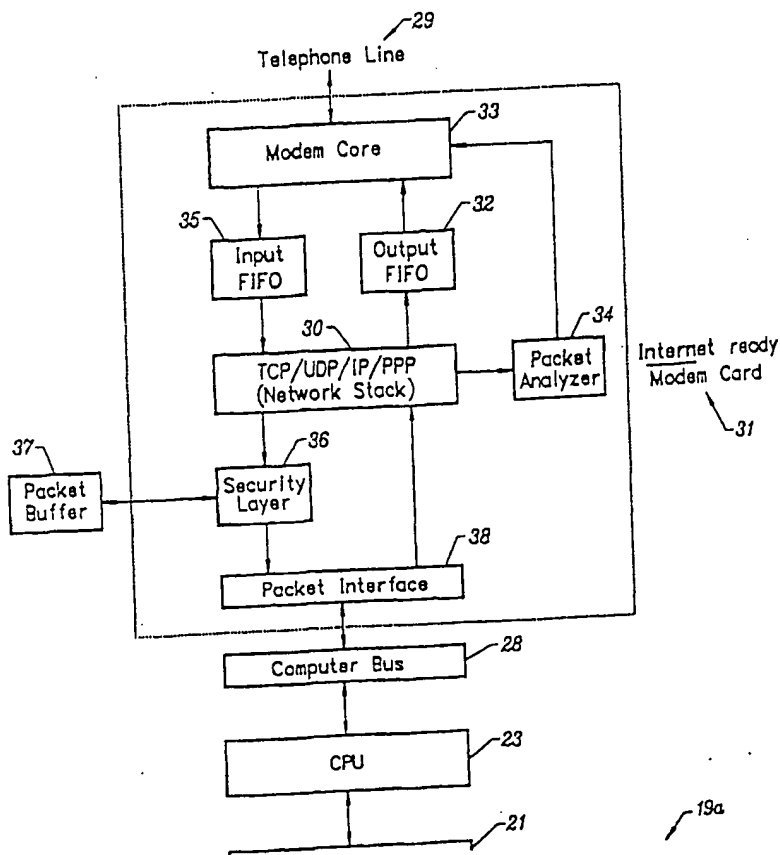 29
Telephone Line
33
Modem Core
35
32
Input
FIFO
Output
FIFO
30
34
TCP/UDP/IP/PPP
(Network Stack)
Packet
Analyzer
Internet ready
Modem Card
31
37
36
Packet
Buffer
Security
Layer
38
Packet Interface
28
Computer Bus
23
CPU
21
19a